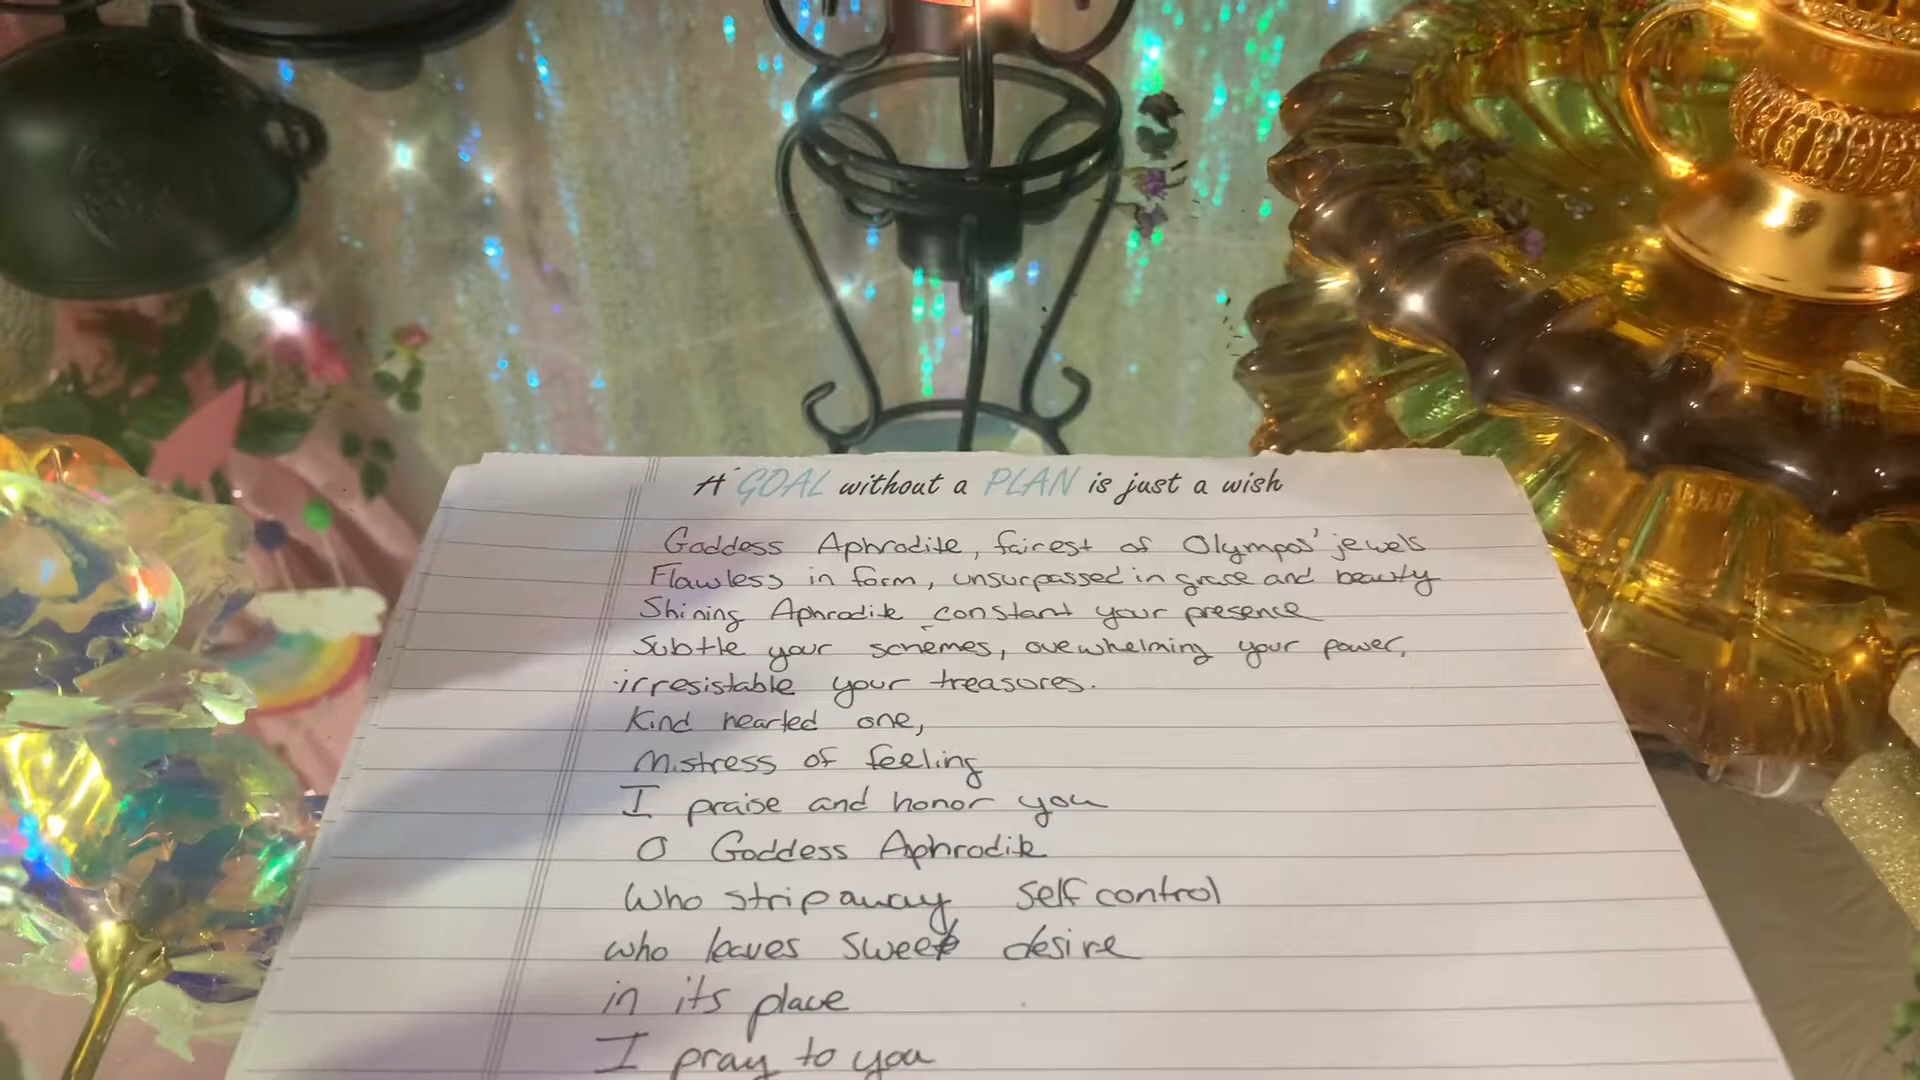 A GOAL without a PLAN is just a wish
Goddess Aphrodite, fairest of Olympos' jewels
Flawless in form, unsurpassed in grace and beauty
Shining Aphrodite constant your presence
Subtle your schemes, overwhelming your power,
irresistable your treasures.
Kind hearted one,
Mistress of feeling
I praise and honor you
O Goddess Aphrodite
Who strip away self control
who leaves sweet desire
in its place
I pray to you